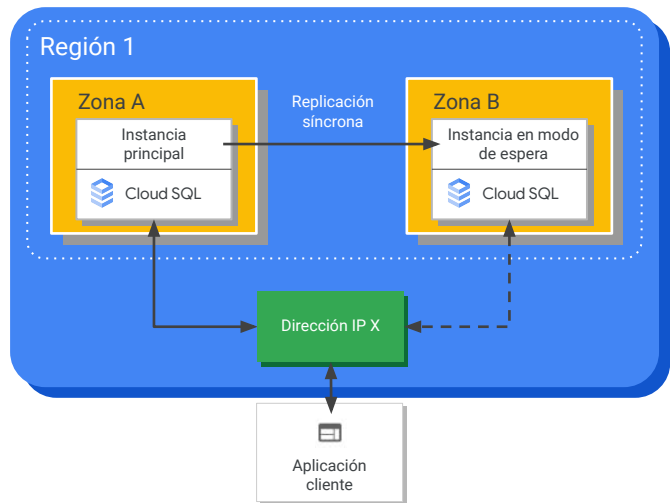 Región 1
Zona A
Instancia
principal
Cloud SQL
Replicación
síncrona
Zona B
Instancia en modo
de espera
Cloud SQL
Dirección IP X
Aplicación
cliente